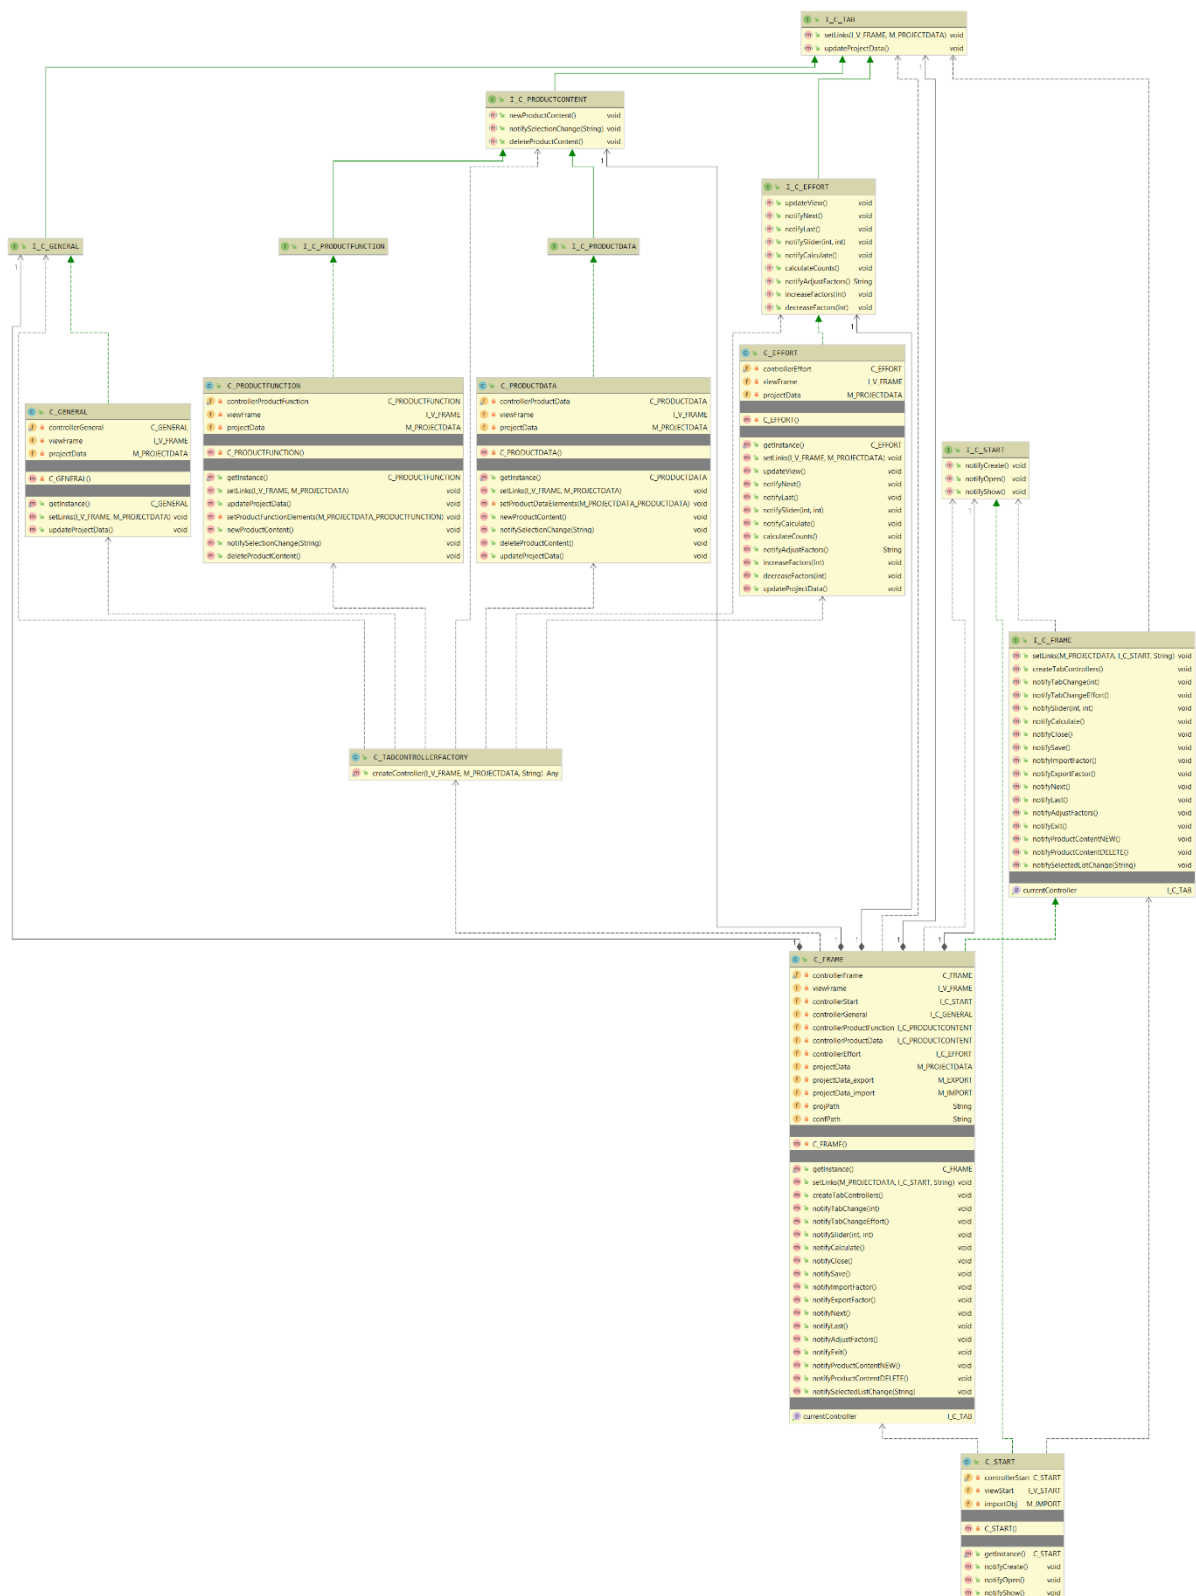 I_C_TAB
setLinks(I_V_FRAME, M_PROJECTDATA) void
updateProjectData() void
I_C_PRODUCTCONTENT
newProductContent() void
notifySelectionChange(String) void
deleteProductContent() void
1
I_C_EFFORT
updateView() void
notifyNext() void
notifyLast() void
notifySlider(int, int) void
notifyCalculate() void
calculateCounts() void
notifyAdjustFactors() String
increaseFactors(int) void
decreaseFactors(int) void
1
I_C_GENERAL
1
I_C_PRODUCTFUNCTION
I_C_PRODUCTDATA
C_GENERAL
controllerGeneral C_GENERAL
viewFrame I_V_FRAME
projectData M_PROJECTDATA
C_GENERAL()
getInstance() C_GENERAL
setLinks(I_V_FRAME, M_PROJECTDATA) void
updateProjectData() void
C_PRODUCTFUNCTION
controllerProductFunction C_PRODUCTFUNCTION
viewFrame I_V_FRAME
projectData M_PROJECTDATA
C_PRODUCTFUNCTION()
getInstance() C_PRODUCTFUNCTION
setLinks(I_V_FRAME, M_PROJECTDATA) void
updateProjectData() void
setProductFunctionElements(M_PROJECTDATA_PRODUCTFUNCTION) void
newProductContent() void
notifySelectionChange(String) void
deleteProductContent() void
C_PRODUCTDATA
controllerProductData C_PRODUCTDATA
viewFrame I_V_FRAME
projectData M_PROJECTDATA
C_PRODUCTDATA()
getInstance() C_PRODUCTDATA
setLinks(I_V_FRAME, M_PROJECTDATA) void
setProductDataElements(M_PROJECTDATA_PRODUCTDATA) void
newProductContent() void
notifySelectionChange(String) void
deleteProductContent() void
updateProjectData() void
C_EFFORT
controllerEffort C_EFFORT
viewFrame I_V_FRAME
projectData M_PROJECTDATA
C_EFFORT()
getInstance() C_EFFORT
setLinks(I_V_FRAME, M_PROJECTDATA) void
updateView() void
notifyNext() void
notifyLast() void
notifySlider(int, int) void
notifyCalculate() void
calculateCounts() void
notifyAdjustFactors() String
increaseFactors(int) void
decreaseFactors(int) void
updateProjectData() void
I_C_START
notifyCreate() void
notifyOpen() void
notifyShow() void
1
I_C_FRAME
setLinks(M_PROJECTDATA, I_C_START, String) void
createTabControllers() void
notifyTabChange(int) void
notifyTabChangeEffort() void
notifySlider(int, int) void
notifyCalculate() void
notifyClose() void
notifySave() void
notifyImportFactor() void
notifyExportFactor() void
notifyNext() void
notifyLast() void
notifyAdjustFactors() void
notifyExit() void
notifyProductContentNEW() void
notifyProductContentDELETE() void
notifySelectedListChange(String) void
currentController I_C_TAB
C_TABCONTROLLERFACTORY
createController(I_V_FRAME, M_PROJECTDATA, String) Any
1 1 1 1 1
C_FRAME
controllerFrame C_FRAME
viewFrame I_V_FRAME
controllerStart I_C_START
controllerGeneral I_C_GENERAL
controllerProductFunction I_C_PRODUCTCONTENT
controllerProductData I_C_PRODUCTCONTENT
controllerEffort I_C_EFFORT
projectData M_PROJECTDATA
projectData_export M_EXPORT
projectData_import M_IMPORT
projPath String
confPath String
C_FRAME()
getInstance() C_FRAME
setLinks(M_PROJECTDATA, I_C_START, String) void
createTabControllers() void
notifyTabChange(int) void
notifyTabChangeEffort() void
notifySlider(int, int) void
notifyCalculate() void
notifyClose() void
notifySave() void
notifyImportFactor() void
notifyExportFactor() void
notifyNext() void
notifyLast() void
notifyAdjustFactors() void
notifyExit() void
notifyProductContentNEW() void
notifyProductContentDELETE() void
notifySelectedListChange(String) void
currentController I_C_TAB
C_START
controllerStart C_START
viewStart I_V_START
importObj M_IMPORT
C_START()
getInstance() C_START
notifyCreate() void
notifyOpen() void
notifyShow() void